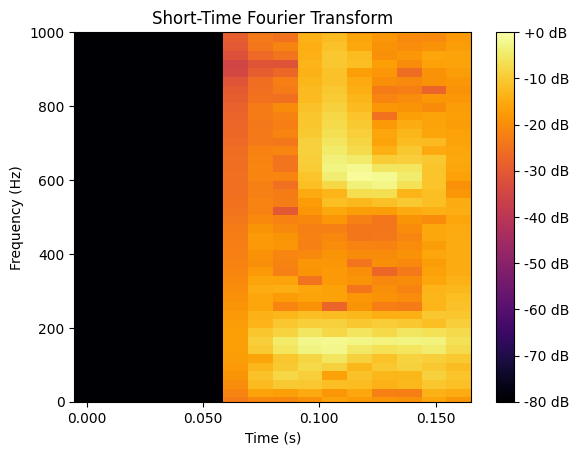 Short-Time Fourier Transform
1000
800
600
400
200
0
Frequency (Hz)
0.000
0.050
0.100
0.150
Time (s)
+0 dB
-10 dB
-20 dB
-30 dB
-40 dB
-50 dB
-60 dB
-70 dB
-80 dB